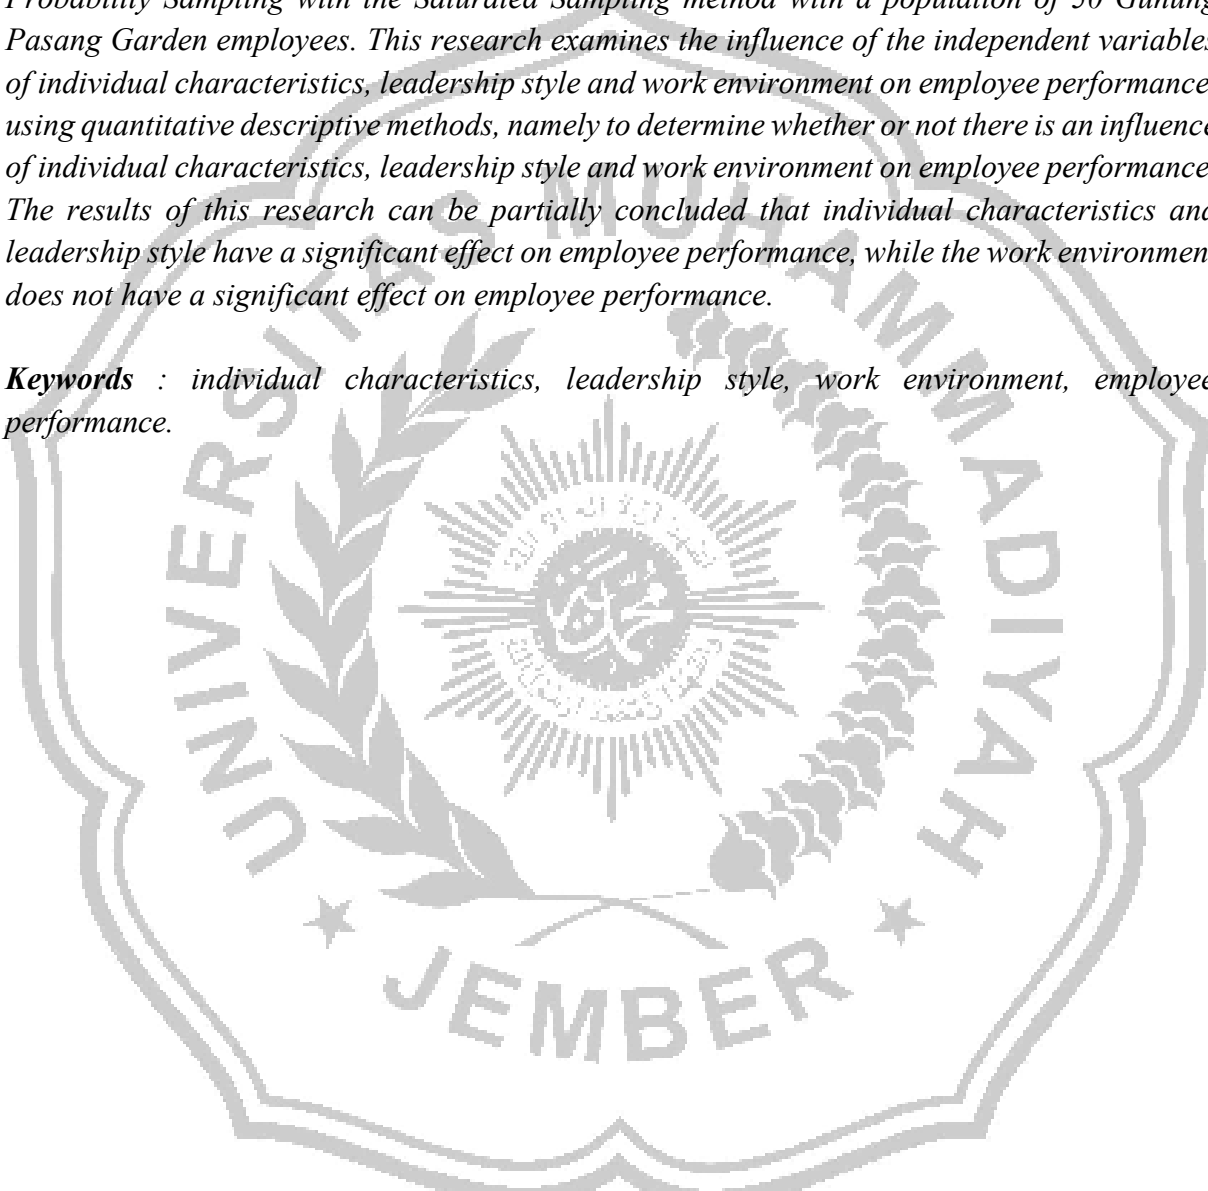 Probability Sampling with the Saturated Sampling method with a population of 50 Gunung
Pasang Garden employees. This research examines the influence of the independent variables
of individual characteristics, leadership style and work environment on employee performance
using quantitative descriptive methods, namely to determine whether or not there is an influence
of individual characteristics, leadership style and work environment on employee performance
The results of this research can be partially concluded that individual characteristics and
leadership style have a significant effect on employee performance, while the work environment
does not have a significant effect on employee performance.
Keywords : individual characteristics, leadership style, work environment, employee
performance.
UNIVERSITAS MUHAMMADIYAH
JEMBER